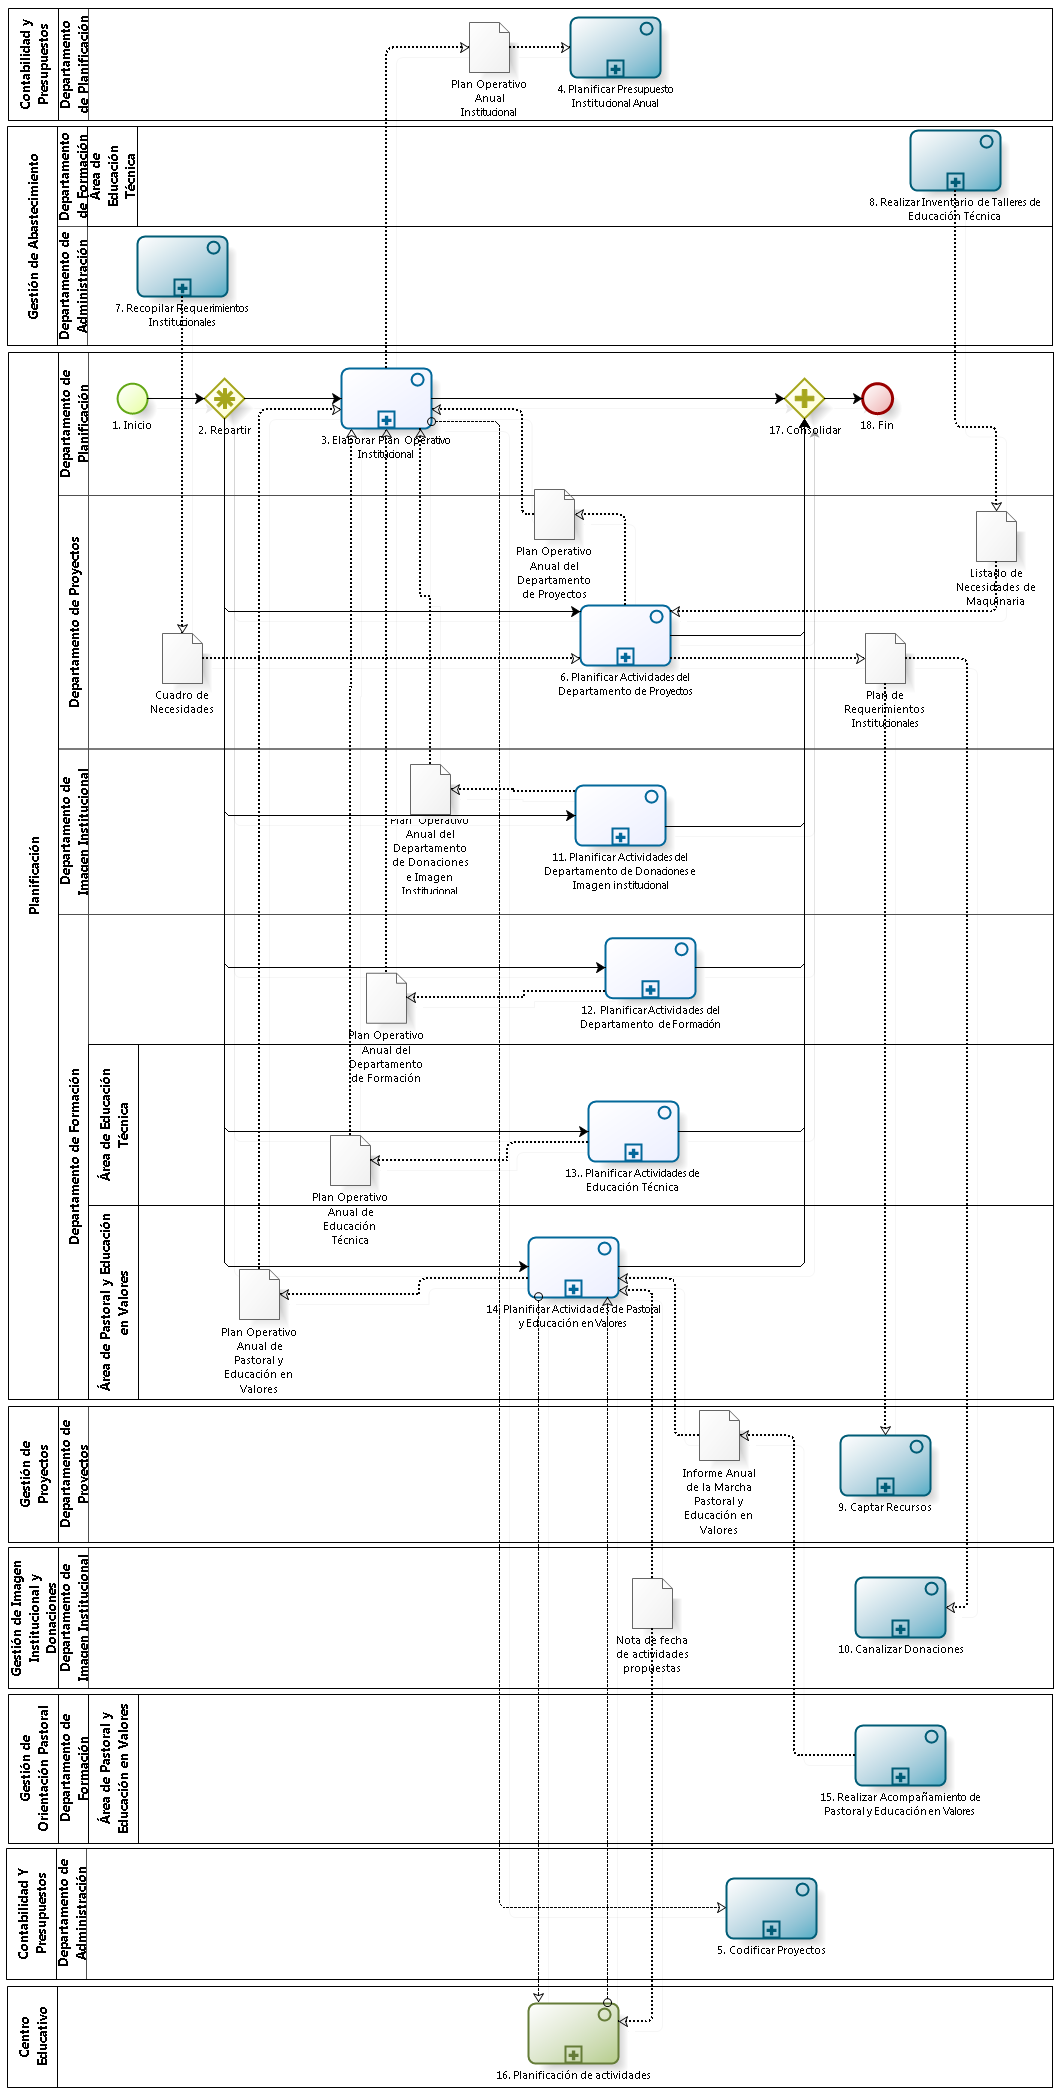 Contabilidad y
Presupuestos
Departamento
de Planificación
Plan Operativo
Anual
Institucional
4. Planificar Presupuesto
Institucional Anual
Gestión de Abastecimiento
Departamento
de Formación
Área de
Educación
Técnica
8. Realizar Inventario de Talleres de
Educación Técnica
Departamento de
Administración
7. Recopilar Requerimientos
Institucionales
Planificación
Departamento de
Planificación
1. Inicio
2. Repartir
3. Elaborar Plan Operativo
Institucional
17. Consolidar
18. Fin
Departamento de Proyectos
Plan Operativo
Anual del
Departamento
de Proyectos
Listado de
Necesidades de
Maquinaria
Cuadro de
Necesidades
6. Planificar Actividades del
Departamento de Proyectos
Plan de
Requerimientos
Institucionales
Departamento de
Imagen Institucional
Plan Operativo
Anual del
Departamento
de Donaciones
e Imagen
Institucional
11. Planificar Actividades del
Departamento de Donaciones e
Imagen institucional
Departamento de Formación
12. Planificar Actividades del
Departamento de Formación
Plan Operativo
Anual del
Departamento
de Formación
Área de Educación
Técnica
13.. Planificar Actividades de
Educación Técnica
Plan Operativo
Anual de
Educación
Técnica
Área de Pastoral y Educación
en Valores
14. Planificar Actividades de Pastoral
y Educación en Valores
Plan Operativo
Anual de
Pastoral y
Educación en
Valores
Gestión de
Proyectos
Departamento de
Proyectos
Informe Anual
de la Marcha
Pastoral y
Educación en
Valores
9. Captar Recursos
Gestión de Imagen
Institucional y
Donaciones
Departamento de
Imagen Institucional
Nota de fecha
de actividades
propuestas
10. Canalizar Donaciones
Gestión de
Orientación Pastoral
Departamento de
Formación
Área de Pastoral y
Educación en Valores
15. Realizar Acompañamiento de
Pastoral y Educación en Valores
Contabilidad Y
Presupuestos
Departamento de
Administración
5. Codificar Proyectos
Centro
Educativo
16. Planificación de actividades